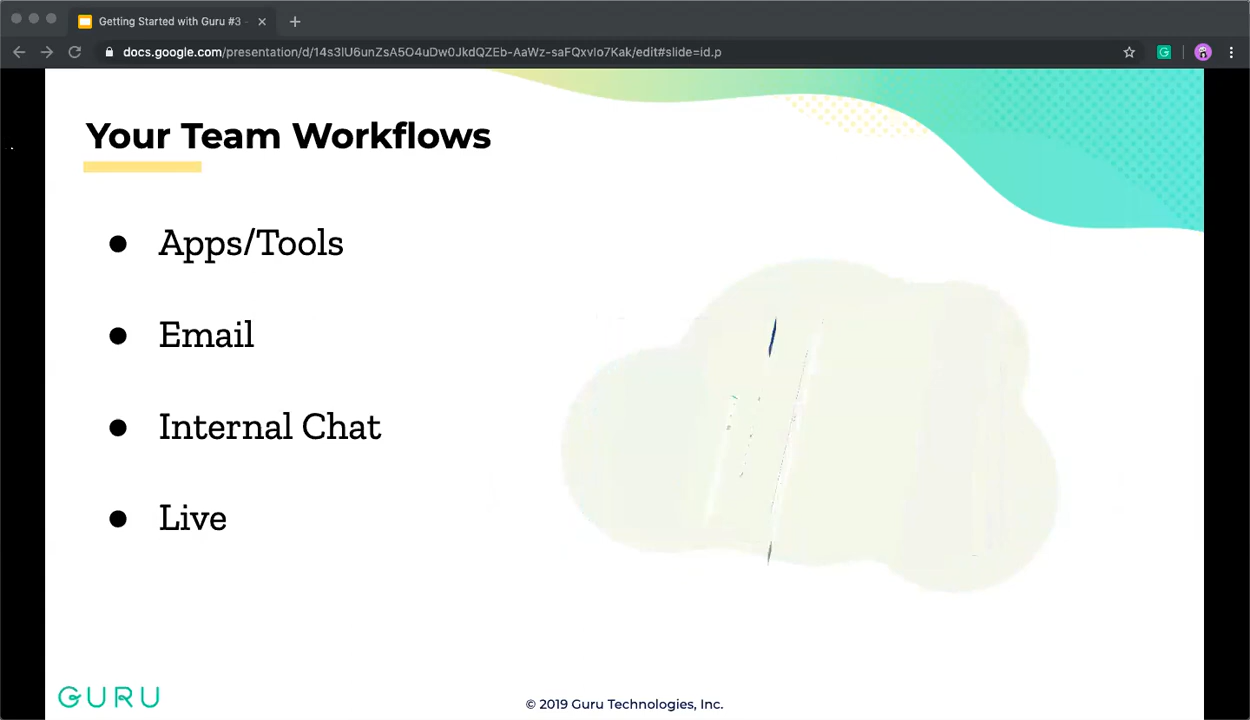 Getting Started with Guru #3 -
docs.google.com/presentation/d/14s3lU6unZsA5O4uDw0JkdQZEb-AaWz-saFQxvlo7Kak/edit#slide=id.p
Your Team Workflows
● Apps/Tools
● Email
● Internal Chat
● Live
GURU
© 2019 Guru Technologies, Inc.